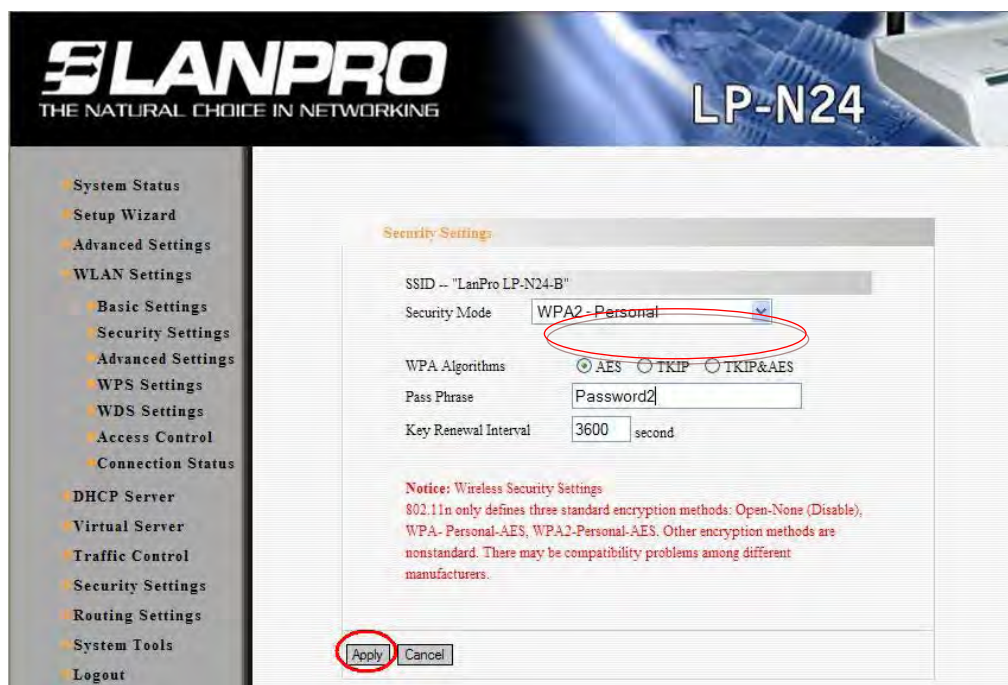 LANPRO
THE NATURAL CHOICE IN NETWORKING
LP-N24
System Status
Setup Wizard
Advanced Settings
WLAN Settings
Basic Settings
Security Settings
Advanced Settings
WPS Settings
WDS Settings
Access Control
Connection Status
DHCP Server
Virtual Server
Traffic Control
Security Settings
Routing Settings
System Tools
Logout
Security Settings
SSID -- "LanPro LP-N24-B"
Security Mode WPA2 - Personal
WPA Algorithms AES TKIP TKIP&AES
Pass Phrase Password2
Key Renewal Interval 3600 second
Notice: Wireless Security Settings
802.11n only defines three standard encryption methods: Open-None (Disable),
WPA- Personal-AES, WPA2-Personal-AES. Other encryption methods are
nonstandard. There may be compatibility problems among different
manufacturers.
Apply Cancel